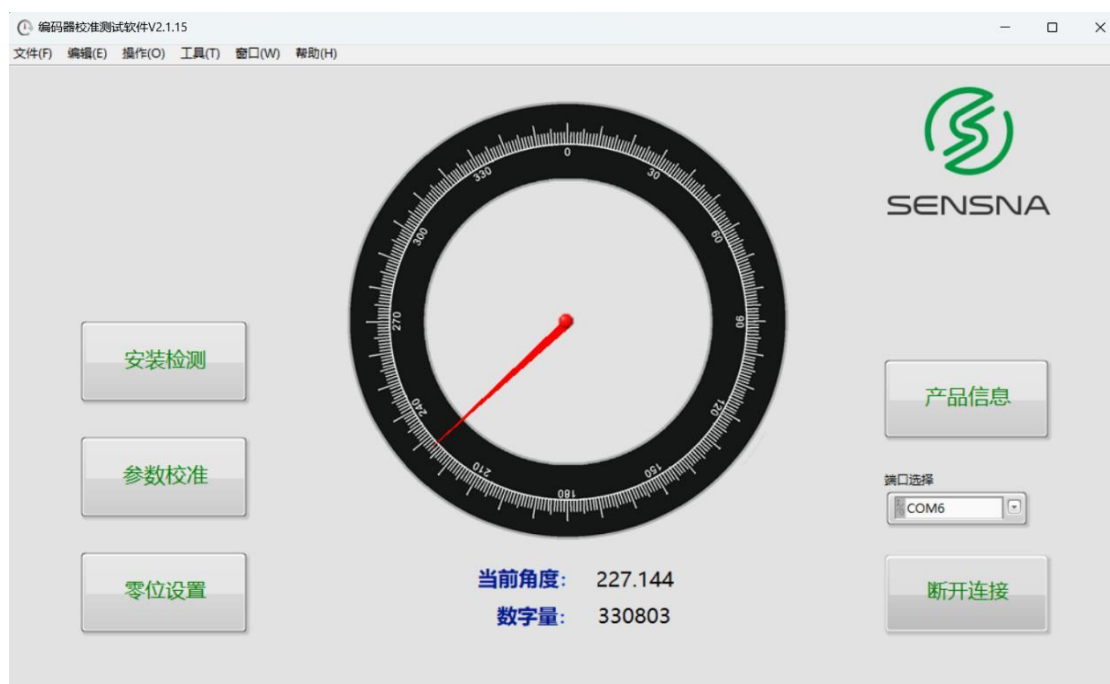 编码器校准测试软件V2.1.15
文件(F) 编辑(E) 操作(O) 工具(T) 窗口(W) 帮助(H)
SENSNA
0
30
60
90
120
150
180
210
240
270
300
330
安装检测
参数校准
零位设置
当前角度： 227.144
数字量： 330803
产品信息
端口选择
COM6
断开连接